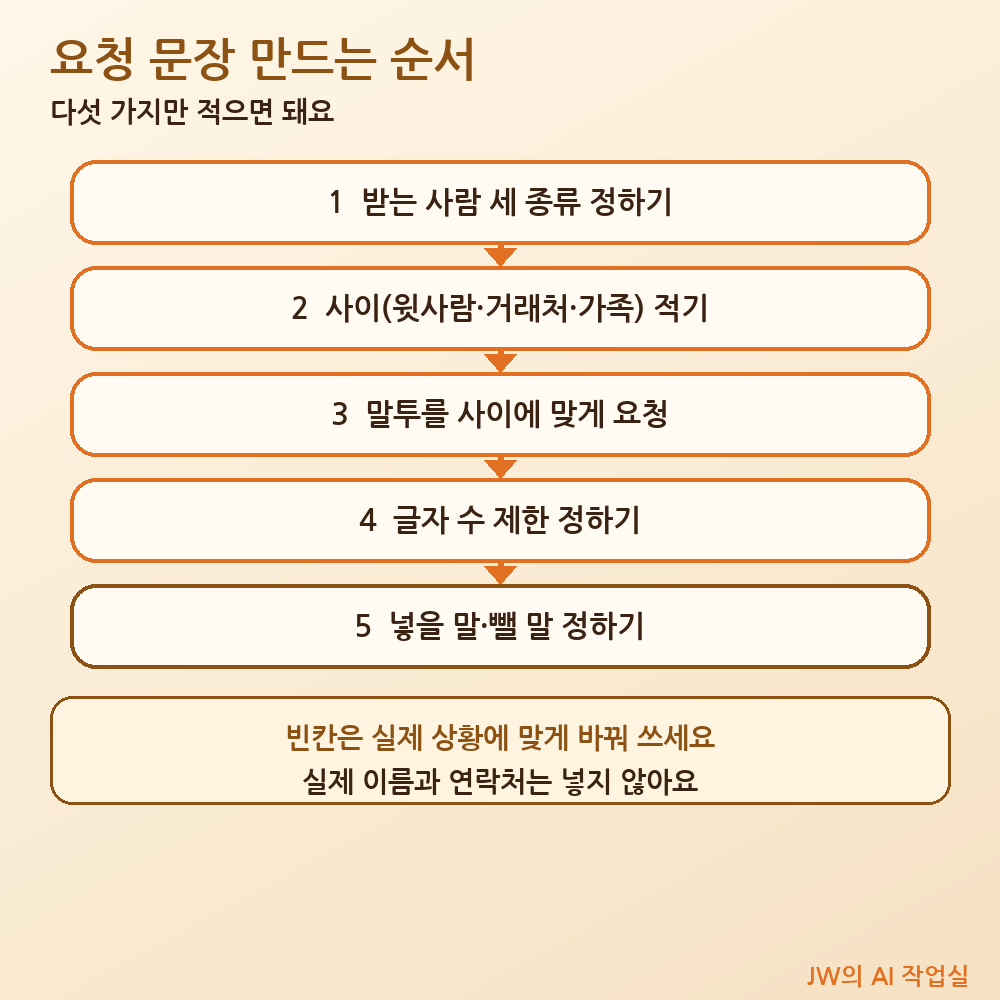 요청 문장 만드는 순서
다섯 가지만 적으면 돼요
1 받는 사람 세 종류 정하기
2 사이(윗사람·거래처·가족) 적기
3 말투를 사이에 맞게 요청
4 글자 수 제한 정하기
5 넣을 말·뺄 말 정하기
빈칸은 실제 상황에 맞게 바꿔 쓰세요
실제 이름과 연락처는 넣지 않아요
JW의 AI 작업실